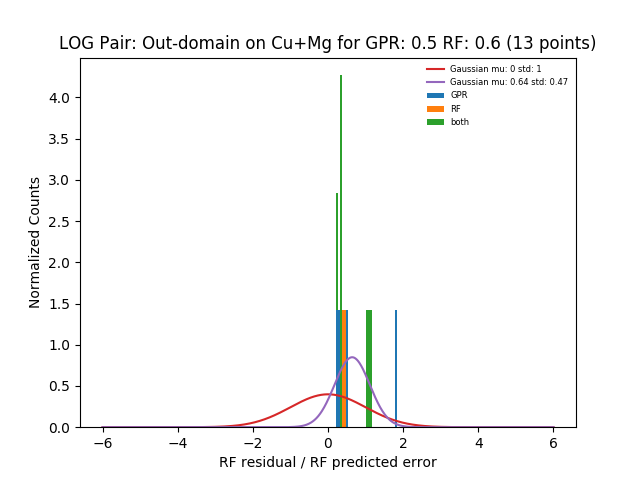 LOG Pair: Out-domain on Cu+Mg for GPR: 0.5 RF: 0.6 (13 points)
Gaussian mu: 0 std: 1
Gaussian mu: 0.64 std: 0.47
GPR
RF
both
Normalized Counts
4.0
3.5
3.0
2.5
2.0
1.5
1.0
0.5
0.0
−6 −4 −2 0 2 4 6
RF residual / RF predicted error